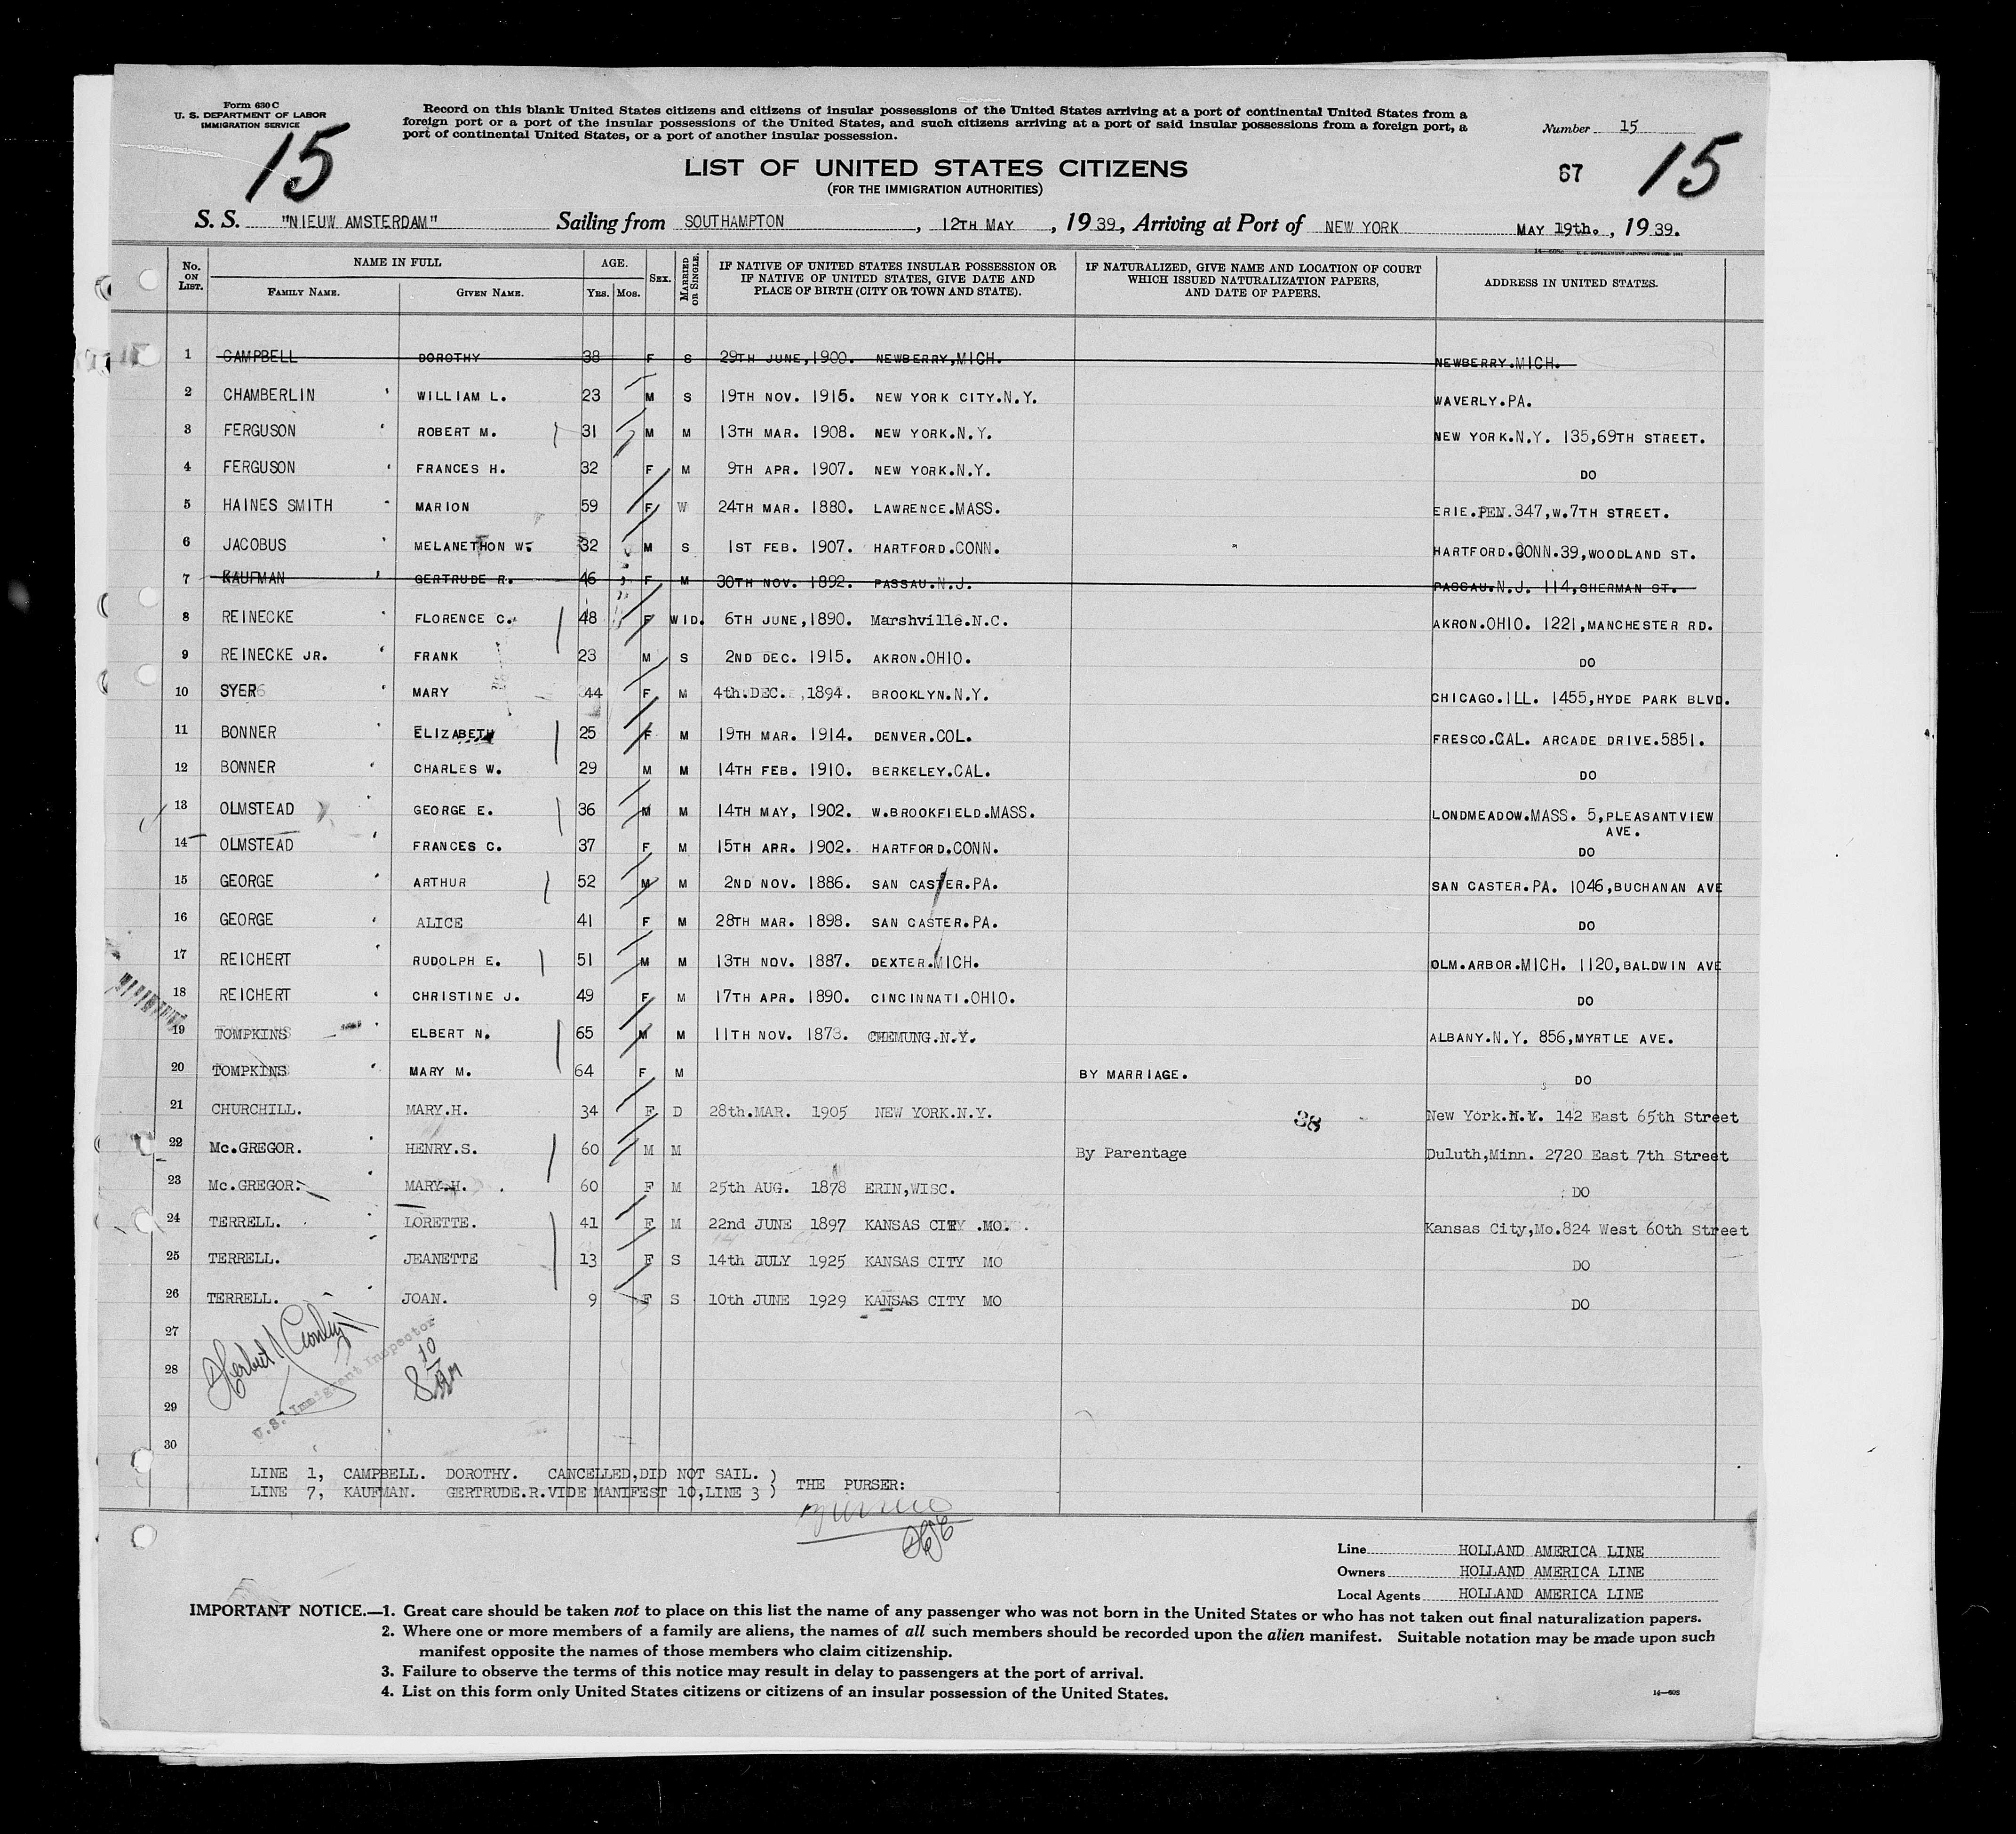 Form 630 C
U. S. DEPARTMENT OF LABOR
IMMIGRATION SERVICE
15
Record on this blank United States citizens and citizens of insular possessions of the United States arriving at a port of continental United States from a
foreign port or a port of the insular possessions of the United States, and such citizens arriving at a port of said insular possessions from a foreign port, a
port of continental United States, or a port of another insular possession.
Number 15
LIST OF UNITED STATES CITIZENS
(FOR THE IMMIGRATION AUTHORITIES)
67 15
S. S. "NIEUW AMSTERDAM" Sailing from SOUTHAMPTON, 12TH MAY, 1939, Arriving at Port of NEW YORK MAY 19th., 1939.
No. ON LIST. NAME IN FULL FAMILY NAME. GIVEN NAME. AGE. YRS. MOS. SEX. MARRIED OR SINGLE. IF NATIVE OF UNITED STATES INSULAR POSSESSION OR IF NATIVE OF UNITED STATES, GIVE DATE AND PLACE OF BIRTH (CITY OR TOWN AND STATE). IF NATURALIZED, GIVE NAME AND LOCATION OF COURT WHICH ISSUED NATURALIZATION PAPERS, AND DATE OF PAPERS. ADDRESS IN UNITED STATES.
1 CAMPBELL DOROTHY 38 F S 29TH JUNE,1900. NEWBERRY,MICH. NEWBERRY.MICH.
2 CHAMBERLIN WILLIAM L. 23 M S 19TH NOV. 1915. NEW YORK CITY.N.Y. WAVERLY.PA.
3 FERGUSON ROBERT M. 31 M M 13TH MAR. 1908. NEW YORK.N.Y. NEW YORK.N.Y. 135,69TH STREET.
4 FERGUSON FRANCES H. 32 F M 9TH APR. 1907. NEW YORK.N.Y. DO
5 HAINES SMITH MARION 59 F W 24TH MAR. 1880. LAWRENCE.MASS. ERIE.PEN.347,W.7TH STREET.
6 JACOBUS MELANETHON W. 32 M S 1ST FEB. 1907. HARTFORD.CONN. HARTFORD.CONN.39,WOODLAND ST.
7 KAUFMAN GERTRUDE R. 46 F M 30TH NOV. 1892. PASSAU.N.J. PASSAU.N.J. 114,SHERMAN ST.
8 REINECKE FLORENCE C. 48 F WID. 6TH JUNE,1890. Marshville.N.C. AKRON.OHIO. 1221,MANCHESTER RD.
9 REINECKE JR. FRANK 23 M S 2ND DEC. 1915. AKRON.OHIO. DO
10 SYER MARY 44 F M 4th.DEC. ,1894. BROOKLYN.N.Y. CHICAGO.ILL. 1455,HYDE PARK BLVD.
11 BONNER ELIZABETH 25 F M 19TH MAR. 1914. DENVER.COL. FRESCO.CAL. ARCADE DRIVE.5851.
12 BONNER CHARLES W. 29 M M 14TH FEB. 1910. BERKELEY.CAL. DO
13 OLMSTEAD GEORGE E. 36 M M 14TH MAY, 1902. W.BROOKFIELD.MASS. LONDMEADOW.MASS. 5,PLEASANTVIEW
AVE.
14 OLMSTEAD FRANCES C. 37 F M 15TH APR. 1902. HARTFORD.CONN. DO
15 GEORGE ARTHUR 52 M M 2ND NOV. 1886. SAN CASTER.PA. SAN CASTER.PA. 1046,BUCHANAN AVE
16 GEORGE ALICE 41 F M 28TH MAR. 1898. SAN CASTER.PA. DO
17 REICHERT RUDOLPH E. 51 M M 13TH NOV. 1887. DEXTER.MICH. OLM.ARBOR.MICH. 1120,BALDWIN AVE
18 REICHERT CHRISTINE J. 49 F M 17TH APR. 1890. CINCINNATI.OHIO. DO
19 TOMPKINS ELBERT N. 65 M M 11TH NOV. 1873. CHEMUNG.N.Y. ALBANY.N.Y. 856,MYRTLE AVE.
20 TOMPKINS MARY M. 64 F M BY MARRIAGE. DO
21 CHURCHILL. MARY.H. 34 F D 28th.MAR. 1905 NEW YORK.N.Y. 38 New York.N.Y. 142 East 65th Street
22 Mc.GREGOR. HENRY.S. 60 M M By Parentage Duluth,Minn. 2720 East 7th Street
23 Mc.GREGOR. MARY.H. 60 F M 25th AUG. 1878 ERIN,WISC. DO
24 TERRELL. LORETTE. 41 F M 22nd JUNE 1897 KANSAS CITY .MO. Kansas City,Mo.824 West 60th Street
25 TERRELL. JEANETTE 13 F S 14th JULY 1925 KANSAS CITY MO DO
26 TERRELL. JOAN. 9 F S 10th JUNE 1929 KANSAS CITY MO DO
27
28
29
30
U.S. Immigrant Inspector
LINE 1, CAMPBELL. DOROTHY. CANCELLED,DID NOT SAIL. )
LINE 7, KAUFMAN. GERTRUDE.R.VIDE MANIFEST 10,LINE 3 ) THE PURSER:
Line HOLLAND AMERICA LINE
Owners HOLLAND AMERICA LINE
Local Agents HOLLAND AMERICA LINE
IMPORTANT NOTICE.—1. Great care should be taken not to place on this list the name of any passenger who was not born in the United States or who has not taken out final naturalization papers.
2. Where one or more members of a family are aliens, the names of all such members should be recorded upon the alien manifest. Suitable notation may be made upon such
manifest opposite the names of those members who claim citizenship.
3. Failure to observe the terms of this notice may result in delay to passengers at the port of arrival.
4. List on this form only United States citizens or citizens of an insular possession of the United States.